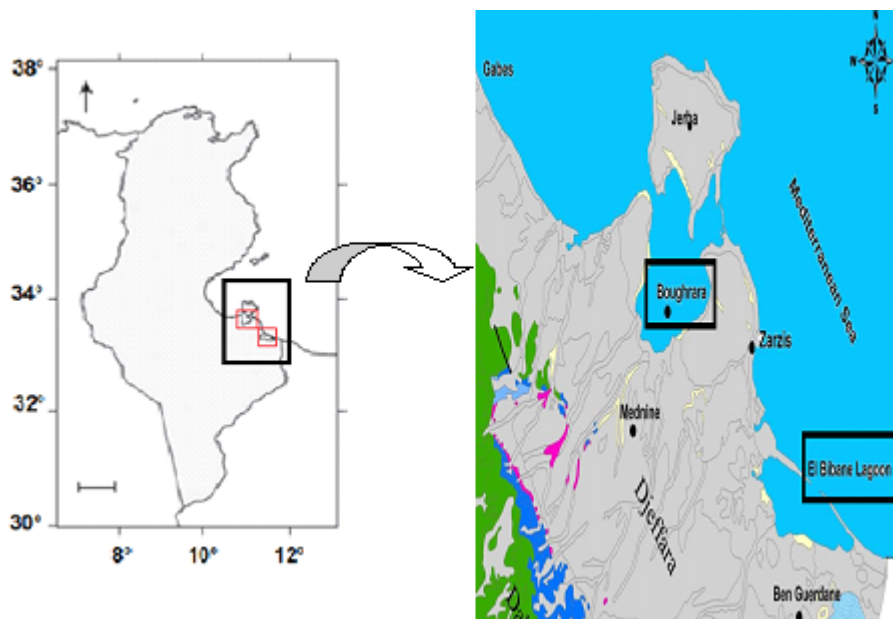 38°
36°
34°
32°
30°
8°
10°
12°
N
W
E
S
Gabes
Jerba
Mediterranean Sea
Boughrara
Zarzis
Mednine
El Bibane Lagoon
Djeffara
Ben Guerdane